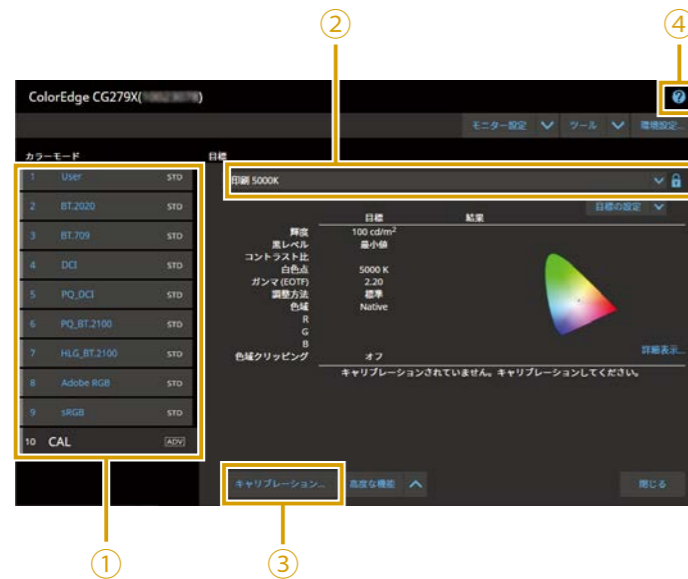 ② ④
ColorEdge CG279X( )
モニター設定 ツール 環境設定...
カラーモード 目標
1 User STD
印刷 5000K
2 BT.2020 STD
目標の設定
3 BT.709 STD
4 DCI STD
5 PQ_DCI STD
6 PQ_BT.2100 STD
7 HLG_BT.2100 STD
8 Adobe RGB STD
9 sRGB STD
10 CAL ADV
目標 結果
輝度 100 cd/m²
黒レベル 最小値
コントラスト比
白色点 5000 K
ガンマ (EOTF) 2.20
調整方法 標準
色域 Native
R
G
B
詳細表示...
色域クリッピング オフ
キャリブレーションされていません。キャリブレーションしてください。
キャリブレーション... 高度な機能 閉じる
① ③